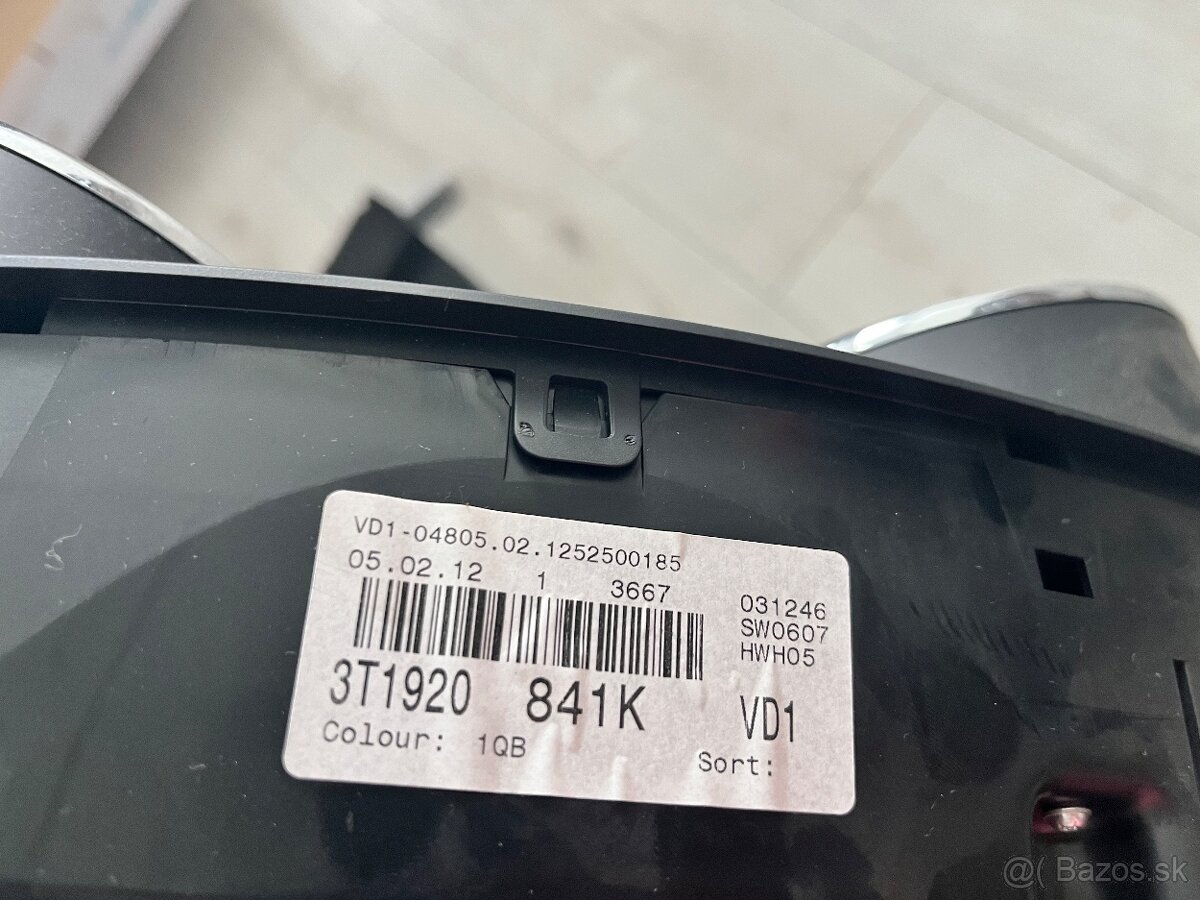 VD1-04805.02.1252500185
05.02.12 1 3667
031246
SW0607
HWH05
3T1920 841K VD1
Colour: 1QB
Sort:
@( Bazos.sk